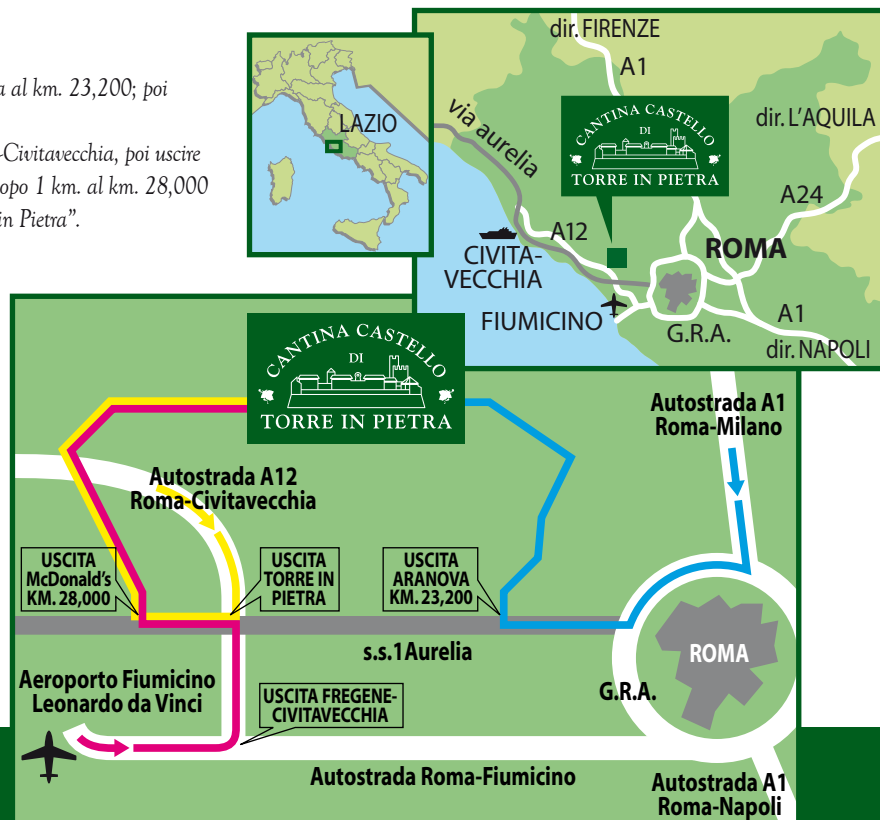 a al km. 23,200; poi
-Civitavecchia, poi uscire
opo 1 km. al km. 28,000
in Pietra”.
LAZIO
dir. FIRENZE
A1
via aurelia
CANTINA CASTELLO
DI
TORRE IN PIETRA
dir. L'AQUILA
A24
A12
ROMA
CIVITA-
VECCHIA
FIUMICINO
G.R.A.
A1
dir. NAPOLI
CANTINA CASTELLO
DI
TORRE IN PIETRA
Autostrada A1
Roma-Milano
Autostrada A12
Roma-Civitavecchia
USCITA
McDonald's
KM. 28,000
USCITA
TORRE IN
PIETRA
USCITA
ARANOVA
KM. 23,200
s.s.1 Aurelia
ROMA
Aeroporto Fiumicino
Leonardo da Vinci
USCITA FREGENE-
CIVITAVECCHIA
G.R.A.
Autostrada Roma-Fiumicino
Autostrada A1
Roma-Napoli